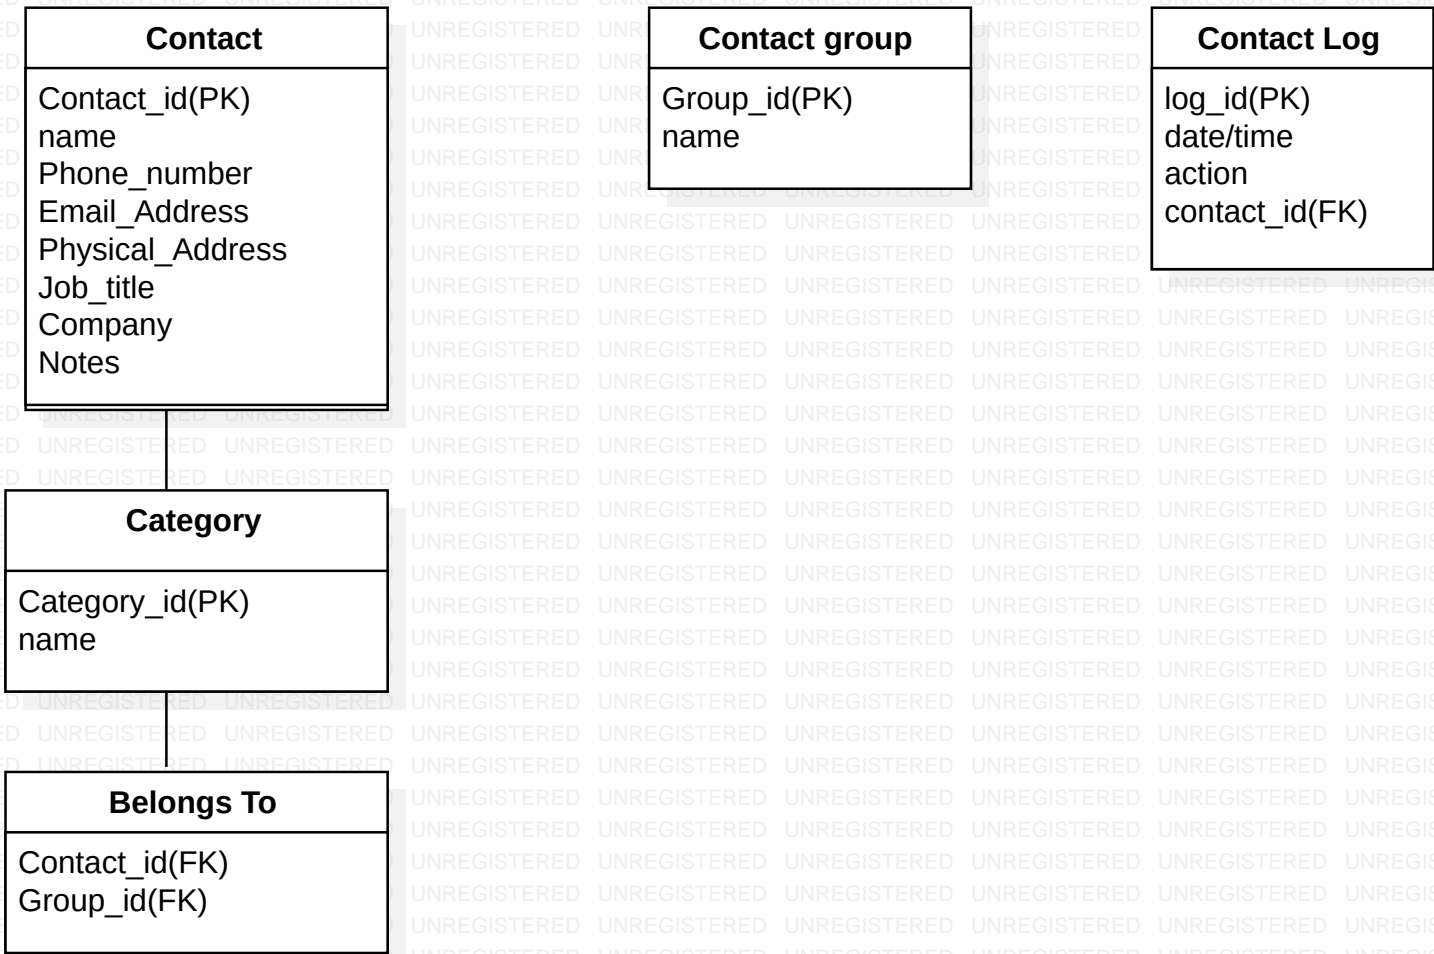 Contact
Contact_id(PK)
name
Phone_number
Email_Address
Physical_Address
Job_title
Company
Notes
Contact group
Group_id(PK)
name
Contact Log
log_id(PK)
date/time
action
contact_id(FK)
Category
Category_id(PK)
name
Belongs To
Contact_id(FK)
Group_id(FK)
UNREGISTERED